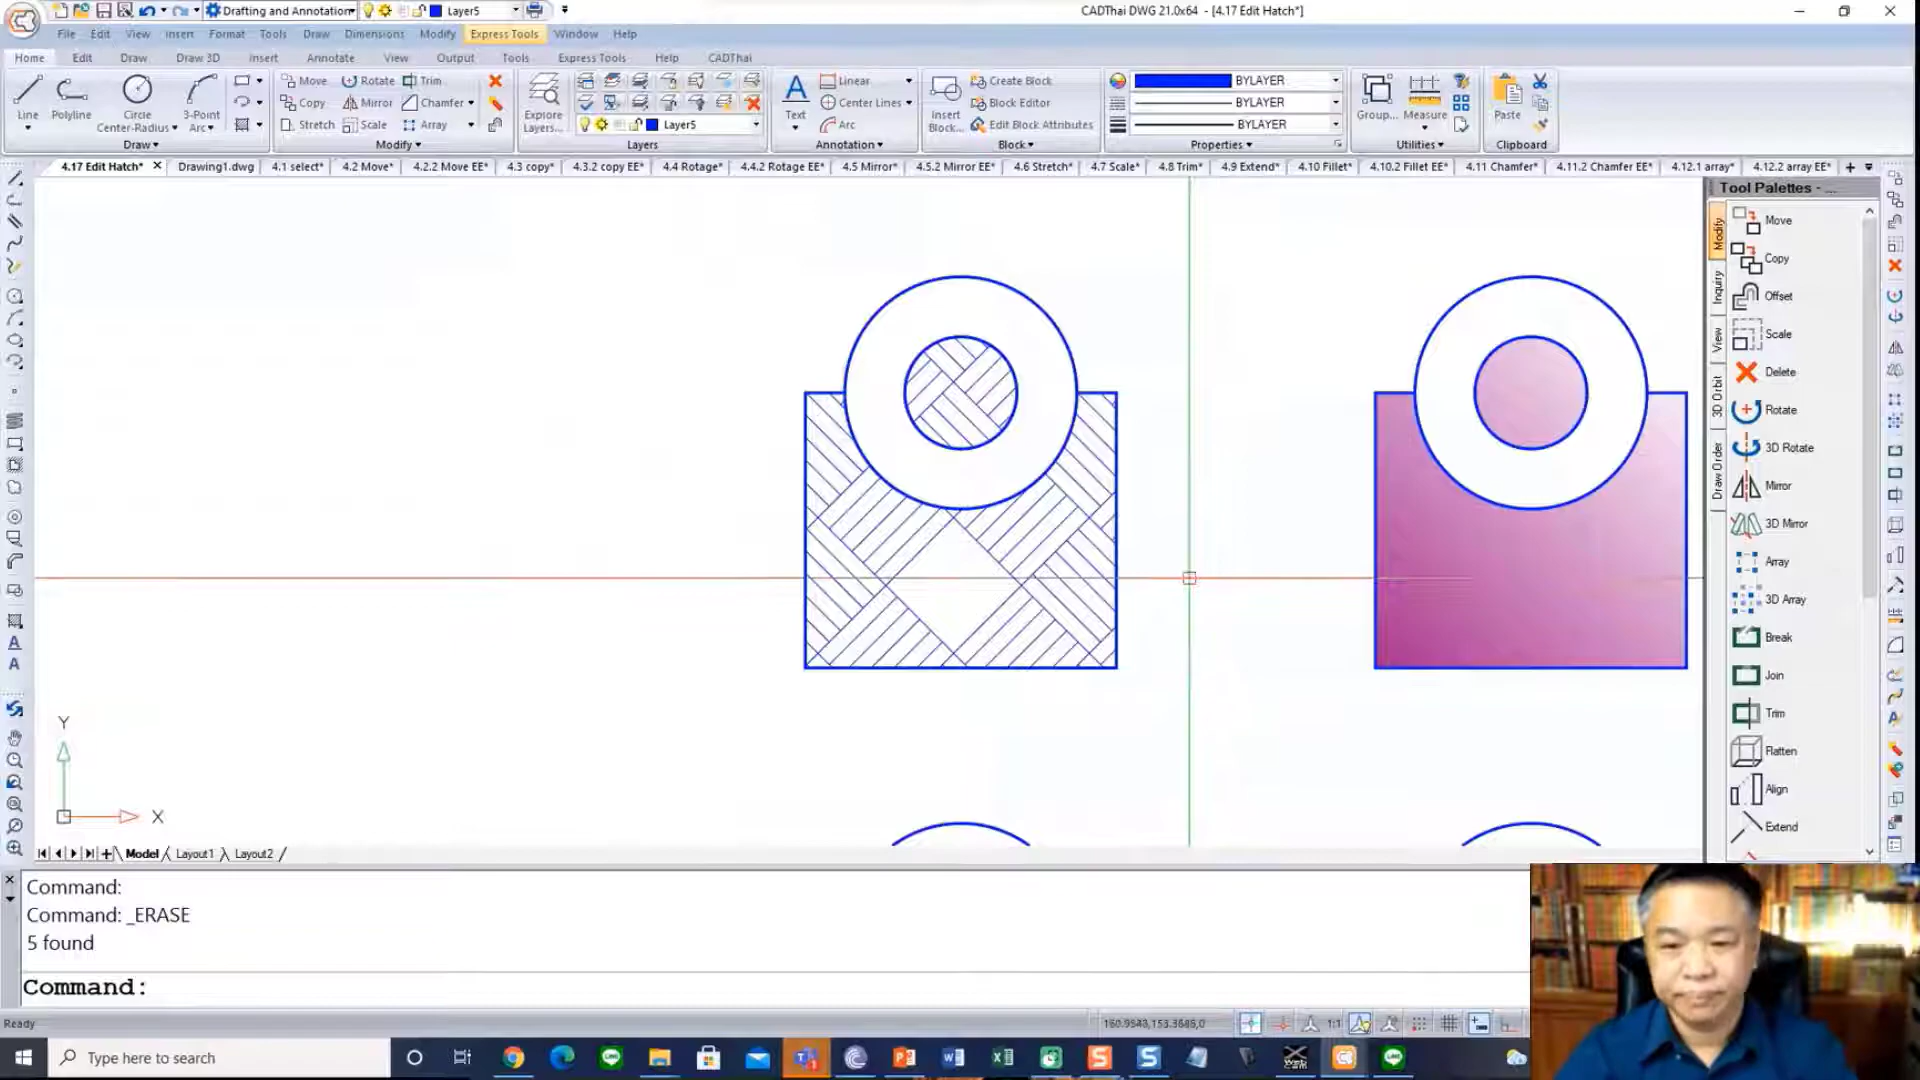 Drafting and Annotation
Layer5
CADThai DWG 21.0x64 - [4.17 Edit Hatch*]
File Edit View Insert Format Tools Draw Dimensions Modify Express Tools Window Help
Home Edit Draw Draw 3D Insert Annotate View Output Tools Express Tools Help CADThai
Line
Polyline
Circle
Center-Radius
3-Point
Arc
Draw
Move Rotate Trim
Copy Mirror Chamfer
Stretch Scale Array
Modify
Explore
Layers...
Layer5
Layers
Text
Linear
Center Lines
Arc
Annotation
Insert
Block...
Create Block
Block Editor
Edit Block Attributes
Block
BYLAYER
BYLAYER
BYLAYER
Properties
Group...
Measure
Utilities
Paste
Clipboard
4.17 Edit Hatch* Drawing1.dwg 4.1 select* 4.2 Move* 4.2.2 Move EE* 4.3 copy* 4.3.2 copy EE* 4.4 Rotage* 4.4.2 Rotage EE* 4.5 Mirror* 4.5.2 Mirror EE* 4.6 Stretch* 4.7 Scale* 4.8 Trim* 4.9 Extend* 4.10 Fillet* 4.10.2 Fillet EE* 4.11 Chamfer* 4.11.2 Chamfer EE* 4.12.1 array* 4.12.2 array EE*
Tool Palettes - ...
Modify
Inquiry
View
3D Orbit
Draw Order
Move
Copy
Offset
Scale
Delete
Rotate
3D Rotate
Mirror
3D Mirror
Array
3D Array
Break
Join
Trim
Flatten
Align
Extend
Y
X
Model Layout1 Layout2
Command:
Command: _ERASE
5 found
Command:
Ready
1:1
Type here to search